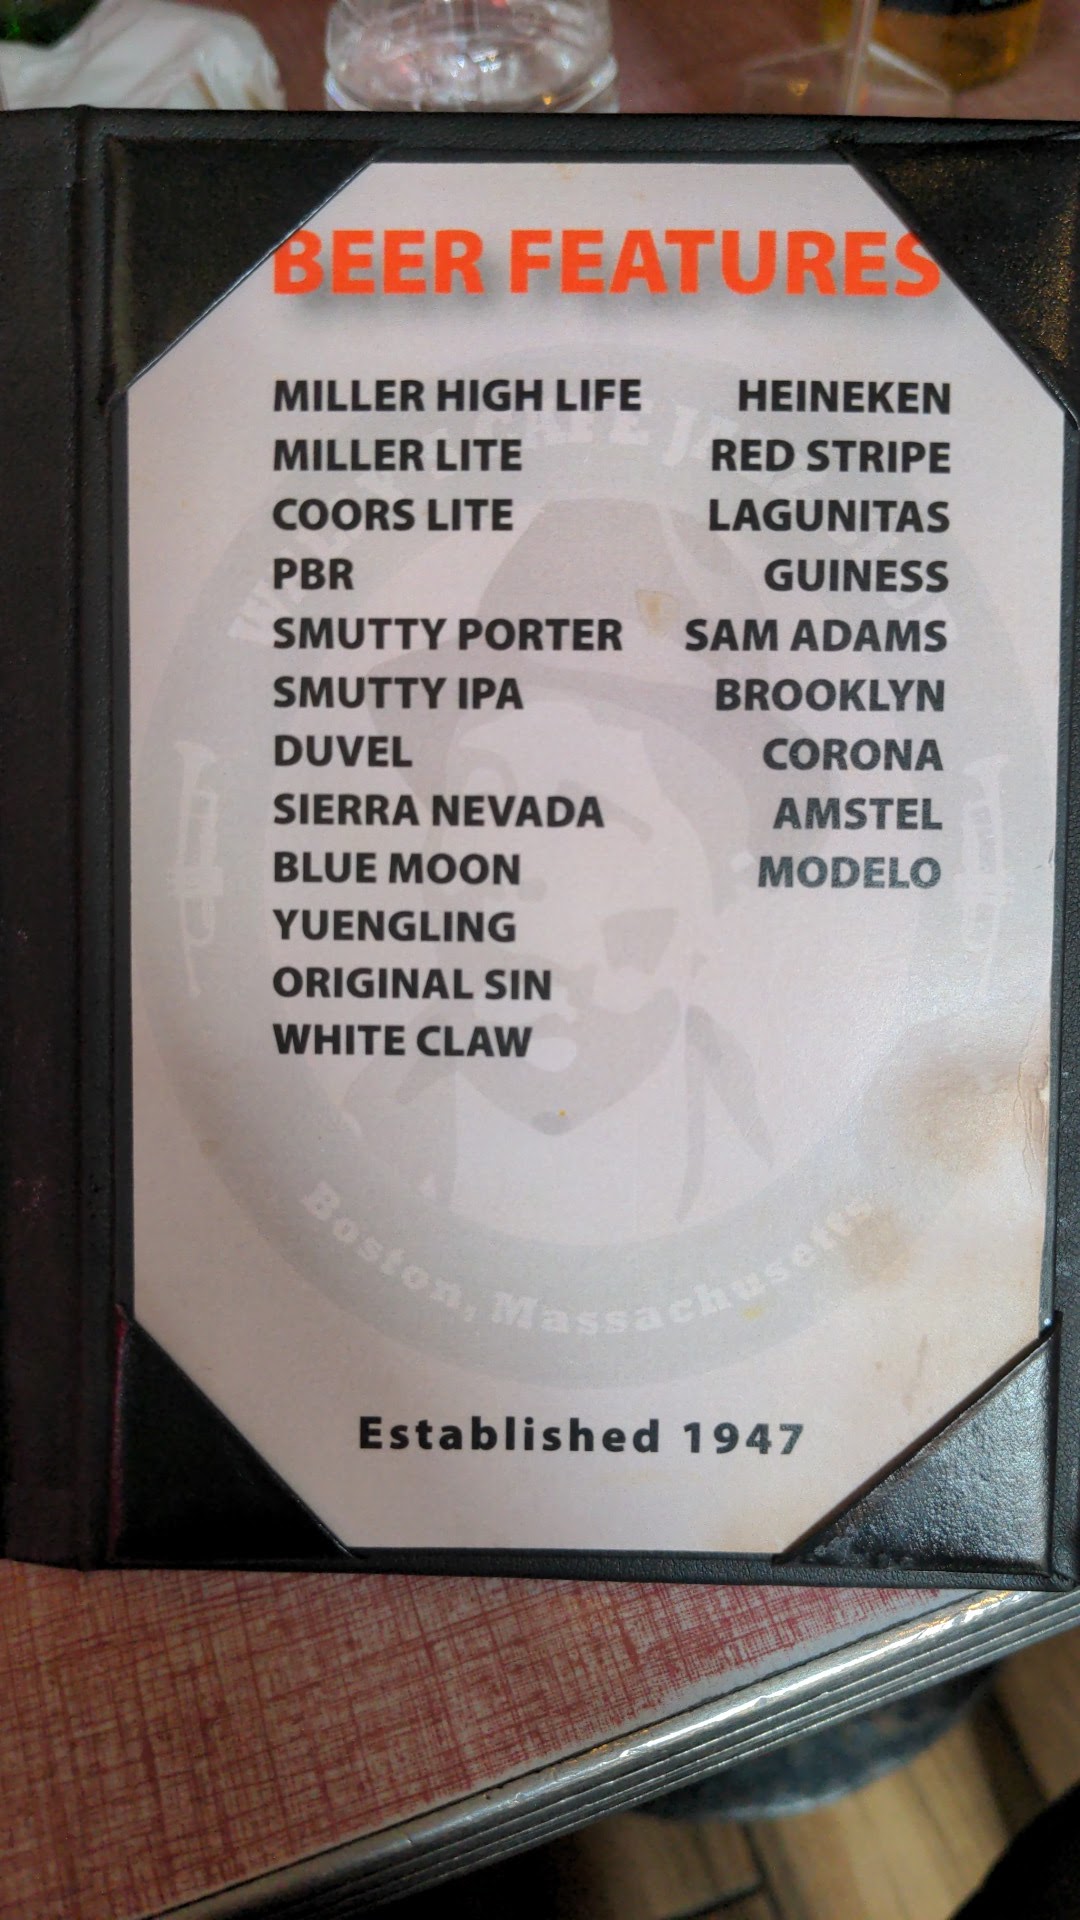 BEER FEATURES
MILLER HIGH LIFE
MILLER LITE
COORS LITE
PBR
SMUTTY PORTER
SMUTTY IPA
DUVEL
SIERRA NEVADA
BLUE MOON
YUENGLING
ORIGINAL SIN
WHITE CLAW
HEINEKEN
RED STRIPE
LAGUNITAS
GUINESS
SAM ADAMS
BROOKLYN
CORONA
AMSTEL
MODELO
CAFE
Boston, Massachusetts
Established 1947